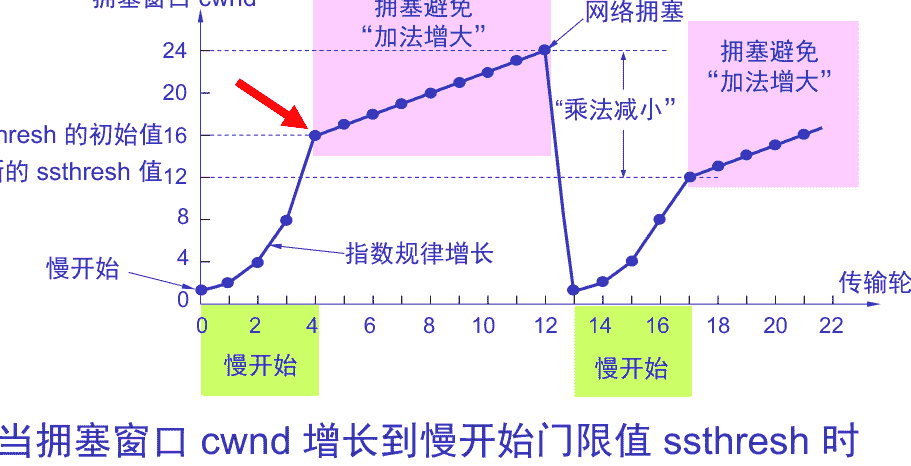 拥塞窗口 cwnd
拥塞避免
“加法增大”
网络拥塞
拥塞避免
“加法增大”
24
20
“乘法减小”
hresh 的初始值 16
的 ssthresh 值 12
8
4
0
指数规律增长
慢开始
传输轮
0 2 4 6 8 10 12 14 16 18 20 22
慢开始
慢开始
当拥塞窗口 cwnd 增长到慢开始门限值 ssthresh 时